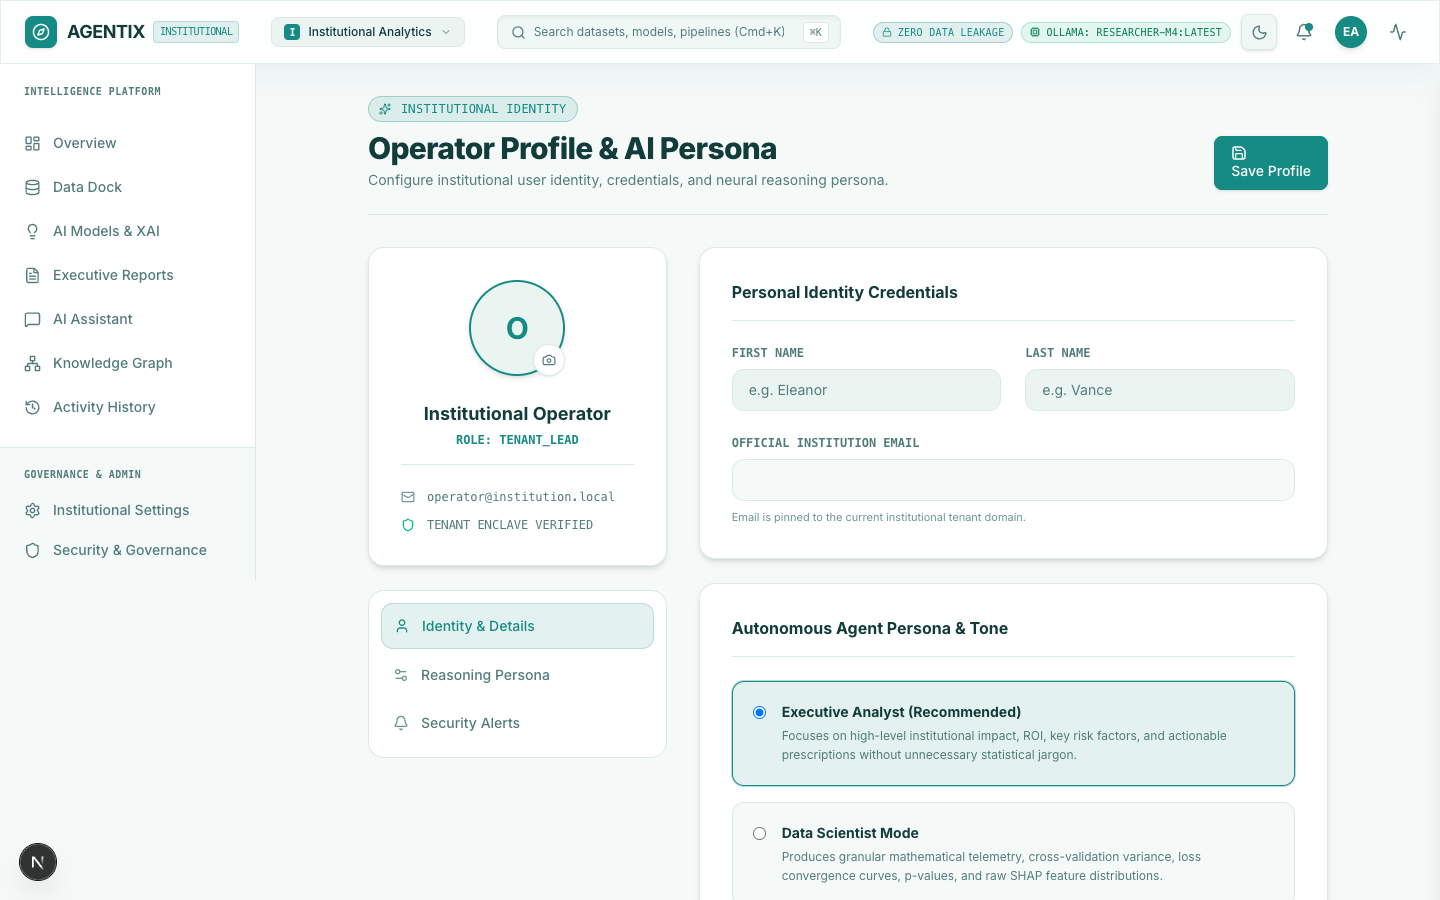 AGENTIX
INSTITUTIONAL
I
Institutional Analytics
Search datasets, models, pipelines (Cmd+K)
⌘K
ZERO DATA LEAKAGE
OLLAMA: RESEARCHER-M4:LATEST
EA
INTELLIGENCE PLATFORM
Overview
Data Dock
AI Models & XAI
Executive Reports
AI Assistant
Knowledge Graph
Activity History
GOVERNANCE & ADMIN
Institutional Settings
Security & Governance
N
INSTITUTIONAL IDENTITY
Operator Profile & AI Persona
Configure institutional user identity, credentials, and neural reasoning persona.
Save Profile
O
Institutional Operator
ROLE: TENANT_LEAD
operator@institution.local
TENANT ENCLAVE VERIFIED
Identity & Details
Reasoning Persona
Security Alerts
Personal Identity Credentials
FIRST NAME
e.g. Eleanor
LAST NAME
e.g. Vance
OFFICIAL INSTITUTION EMAIL
Email is pinned to the current institutional tenant domain.
Autonomous Agent Persona & Tone
Executive Analyst (Recommended)
Focuses on high-level institutional impact, ROI, key risk factors, and actionable
prescriptions without unnecessary statistical jargon.
Data Scientist Mode
Produces granular mathematical telemetry, cross-validation variance, loss
convergence curves, p-values, and raw SHAP feature distributions.